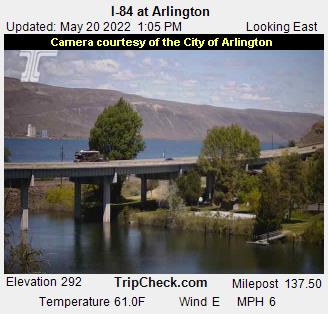 I-84 at Arlington
Updated: May 20 2022 1:05 PM Looking East
Camera courtesy of the City of Arlington
Elevation 292 TripCheck.com Milepost 137.50
Temperature 61.0F Wind E MPH 6